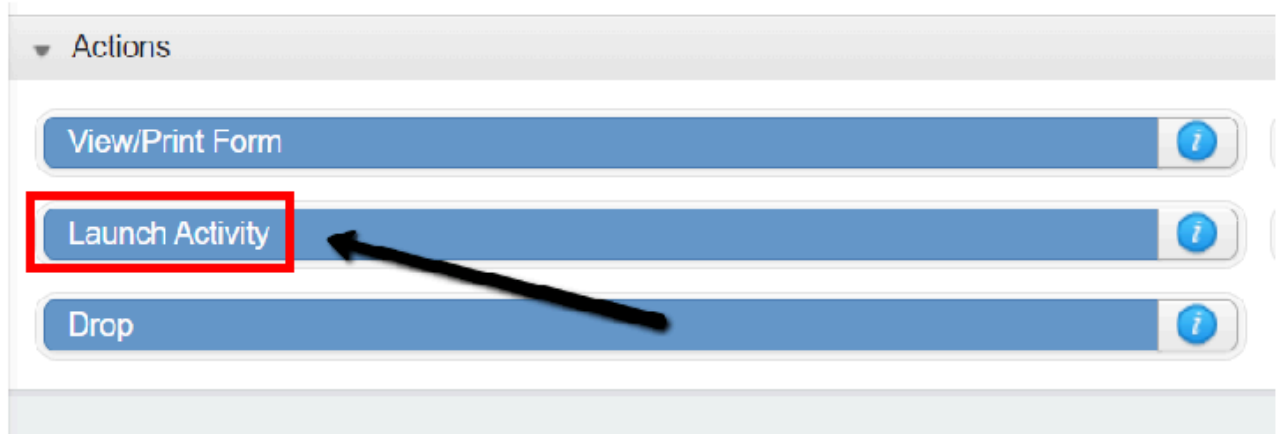 Actions
View/Print Form
i
Launch Activity
i
Drop
i